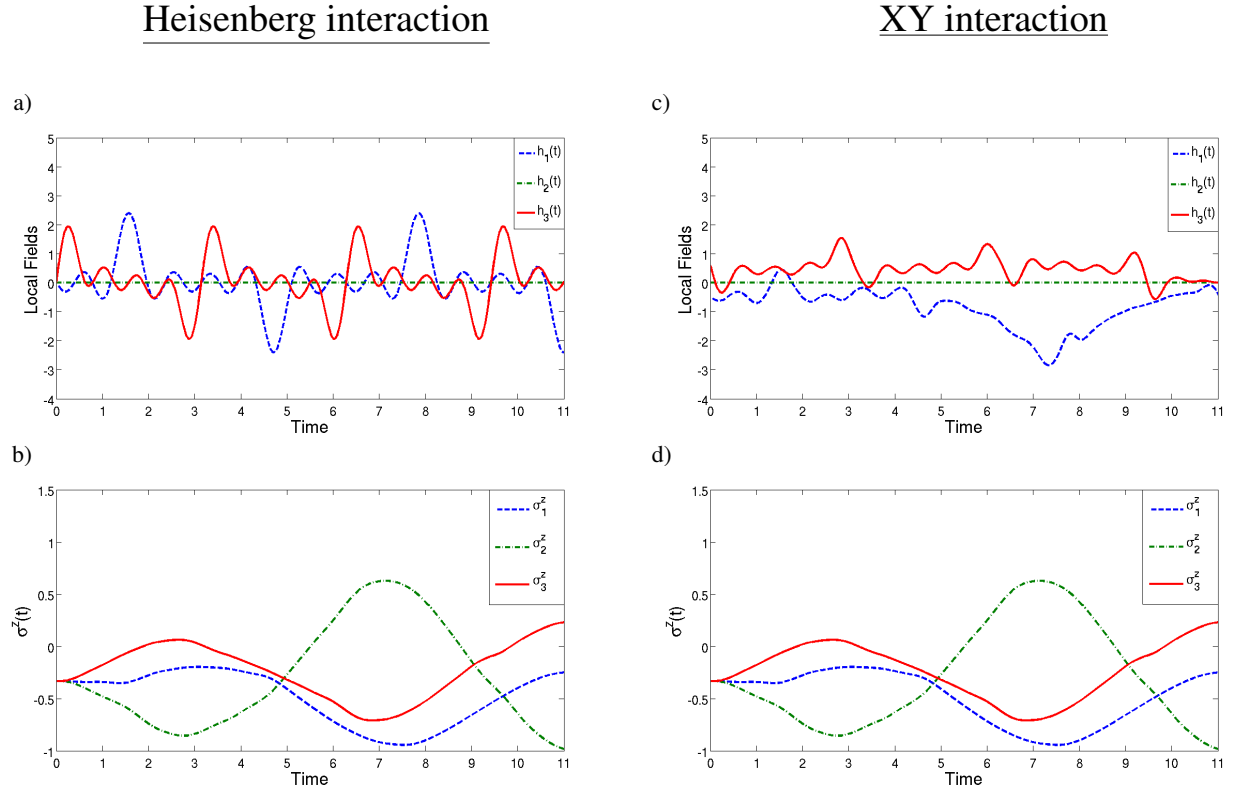 Heisenberg interaction
XY interaction
a)
5
4
3
2
1
0
-1
-2
-3
-4
Local Fields
0 1 2 3 4 5 6 7 8 9 10 11
Time
h1(t)
h2(t)
h3(t)
c)
5
4
3
2
1
0
-1
-2
-3
-4
Local Fields
0 1 2 3 4 5 6 7 8 9 10 11
Time
h1(t)
h2(t)
h3(t)
b)
1.5
1
0.5
0
-0.5
-1
σz(t)
0 1 2 3 4 5 6 7 8 9 10 11
Time
σ1z
σ2z
σ3z
d)
1.5
1
0.5
0
-0.5
-1
σz(t)
0 1 2 3 4 5 6 7 8 9 10 11
Time
σ1z
σ2z
σ3z